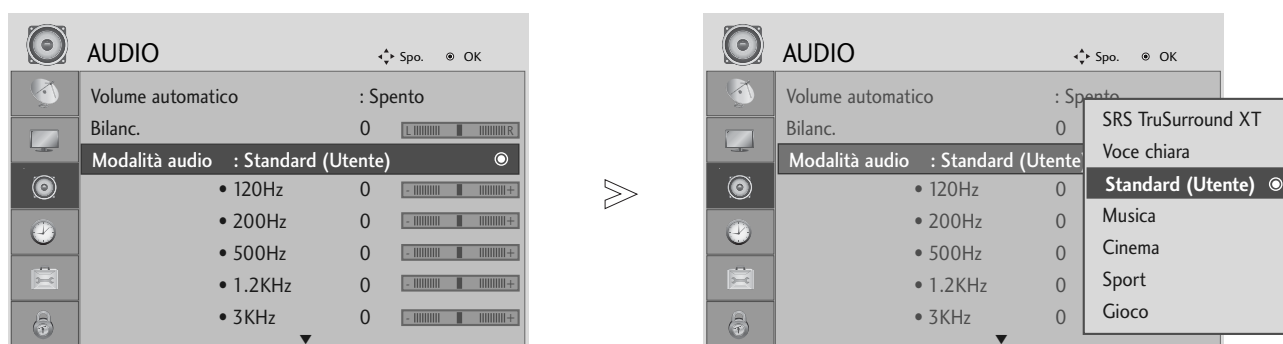 AUDIO Spo. OK
Volume automatico : Spento
Bilanc. 0 L R
Modalità audio : Standard (Utente)
• 120Hz 0 - +
• 200Hz 0 - +
• 500Hz 0 - +
• 1.2KHz 0 - +
• 3KHz 0 - +
AUDIO Spo. OK
Volume automatico : Spento
Bilanc. 0
Modalità audio : Standard (Utente)
• 120Hz 0
• 200Hz 0
• 500Hz 0
• 1.2KHz 0
• 3KHz 0
SRS TruSurround XT
Voce chiara
Standard (Utente)
Musica
Cinema
Sport
Gioco